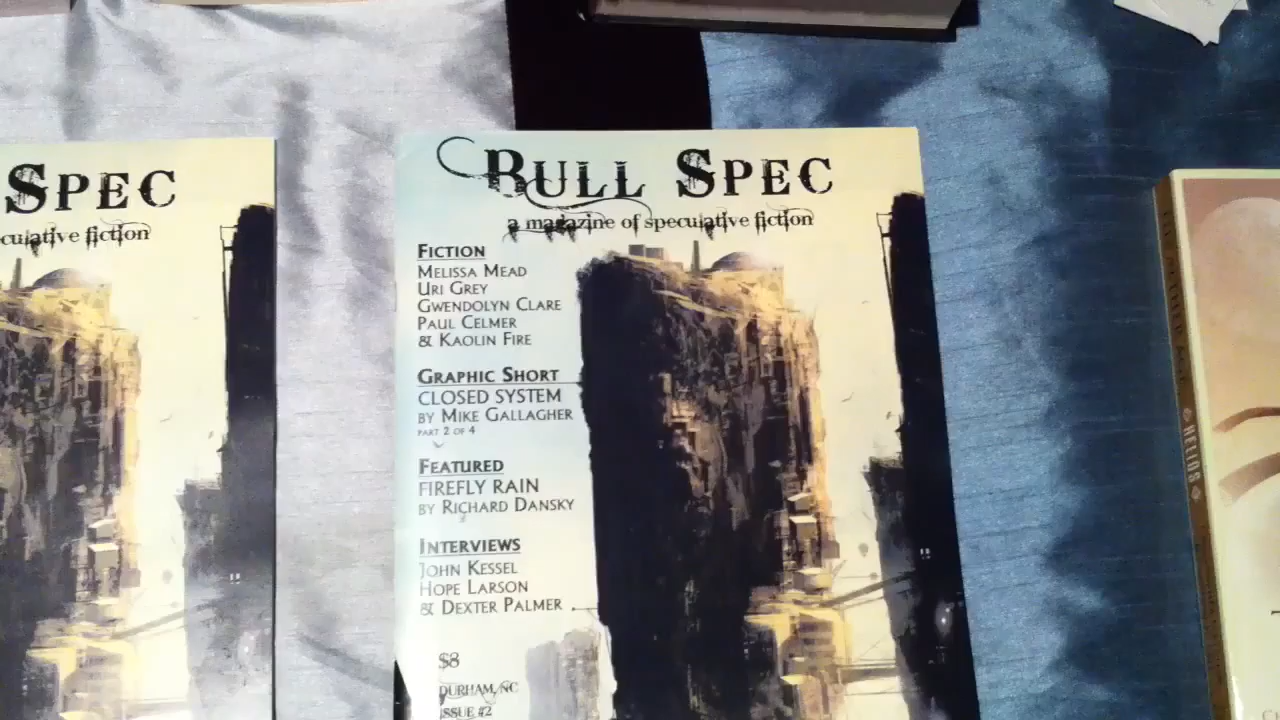 SPEC
culative fiction
BULL SPEC
a magazine of speculative fiction
FICTION
MELISSA MEAD
URI GREY
GWENDOLYN CLARE
PAUL CELMER
& KAOLIN FIRE
GRAPHIC SHORT
CLOSED SYSTEM
BY MIKE GALLAGHER
PART 2 OF 4
FEATURED
FIREFLY RAIN
BY RICHARD DANSKY
INTERVIEWS
JOHN KESSEL
HOPE LARSON
& DEXTER PALMER
$8
DURHAM, NC
ISSUE #2
HELIOS